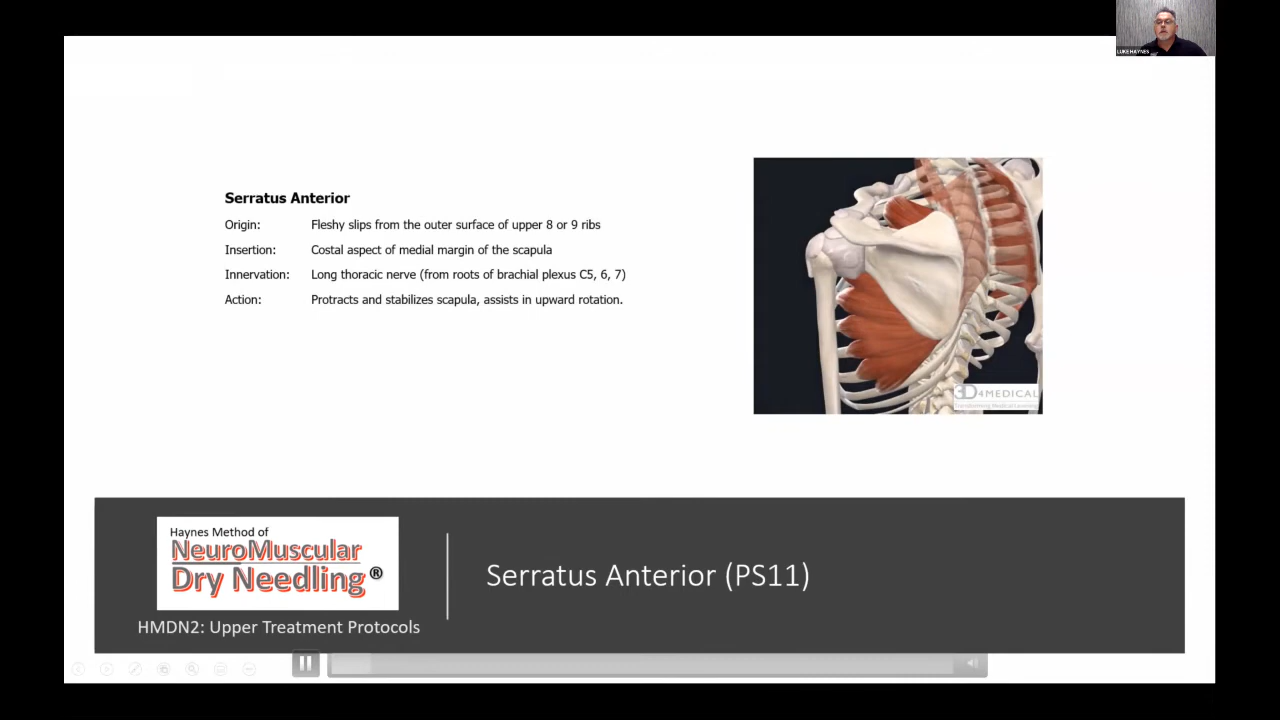 LUKE HAYNES
Serratus Anterior
Origin: Fleshy slips from the outer surface of upper 8 or 9 ribs
Insertion: Costal aspect of medial margin of the scapula
Innervation: Long thoracic nerve (from roots of brachial plexus C5, 6, 7)
Action: Protracts and stabilizes scapula, assists in upward rotation.
3D4MEDICAL
Haynes Method of
NeuroMuscular
Dry Needling®
HMDN2: Upper Treatment Protocols
Serratus Anterior (PS11)